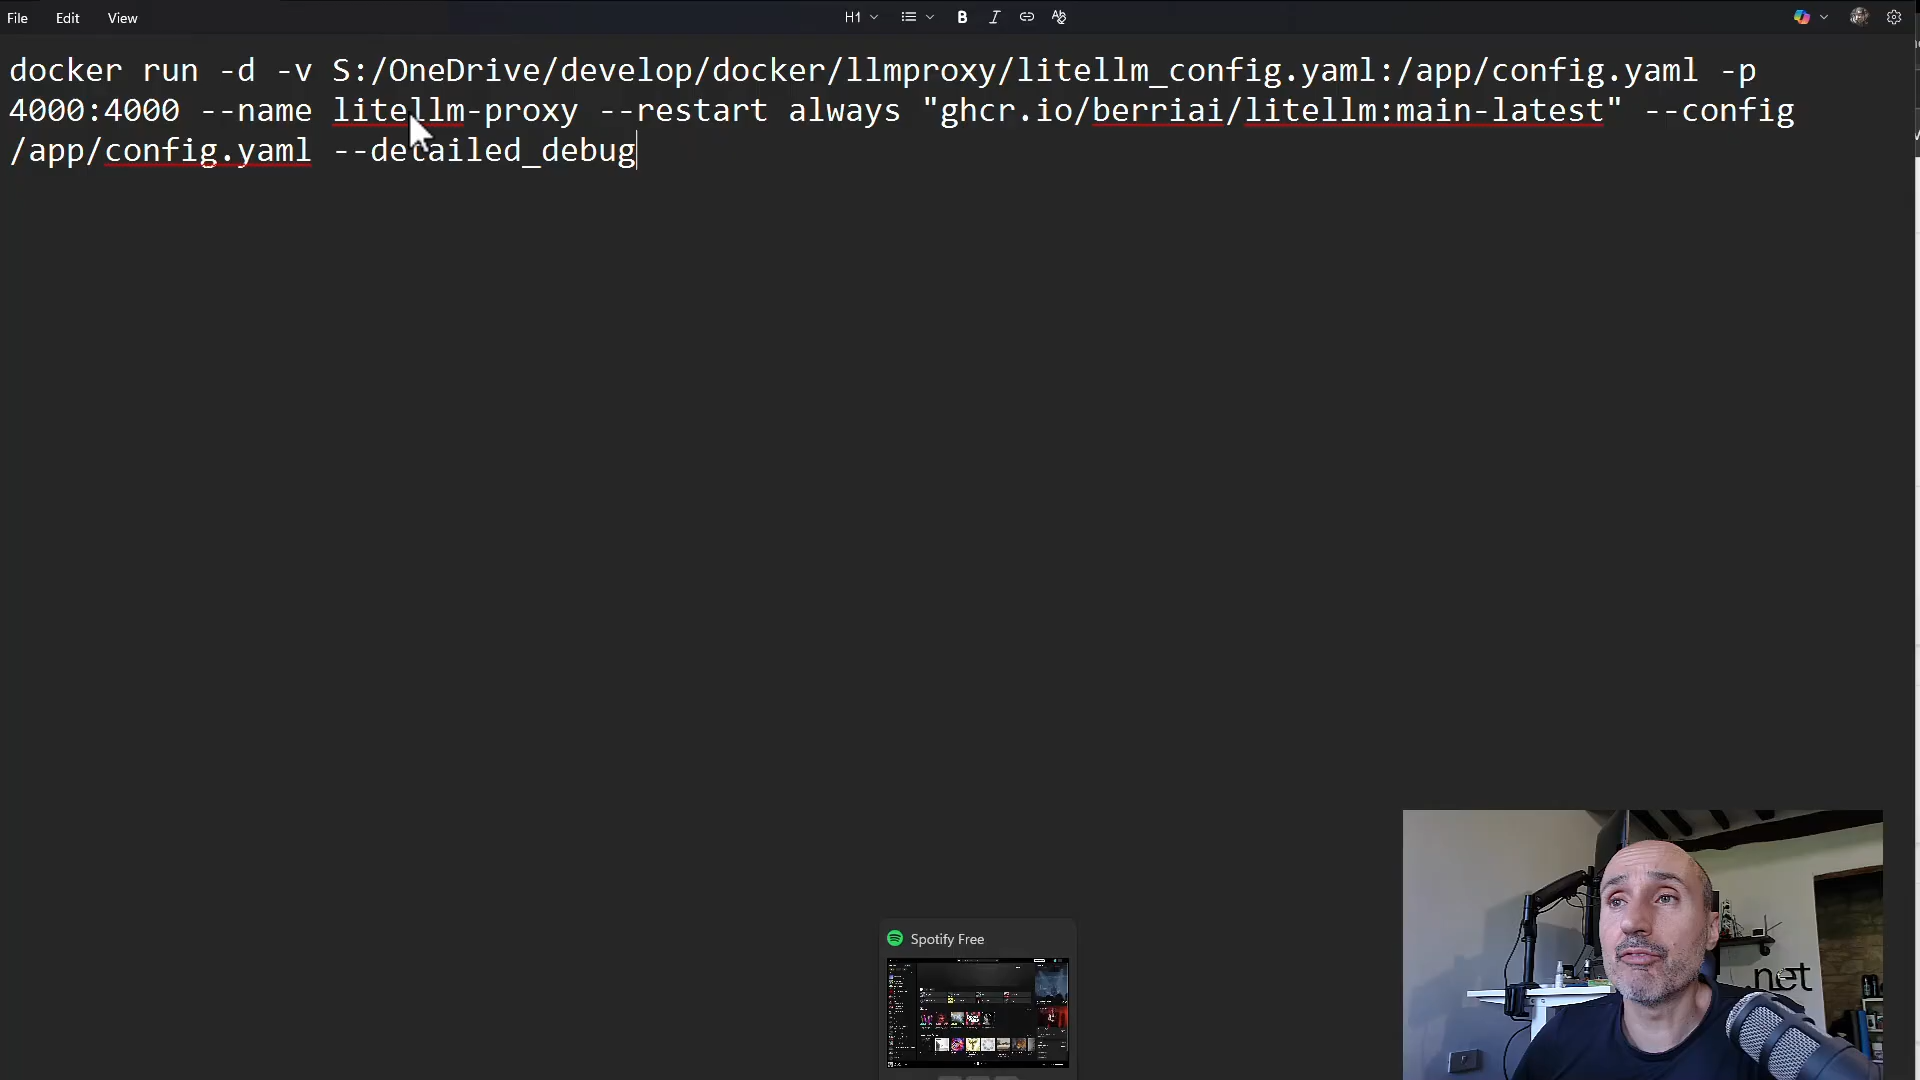 File Edit View H1 B I
docker run -d -v S:/OneDrive/develop/docker/llmproxy/litellm_config.yaml:/app/config.yaml -p
4000:4000 --name litellm-proxy --restart always "ghcr.io/berriai/litellm:main-latest" --config
/app/config.yaml --detailed_debug
Spotify Free
net